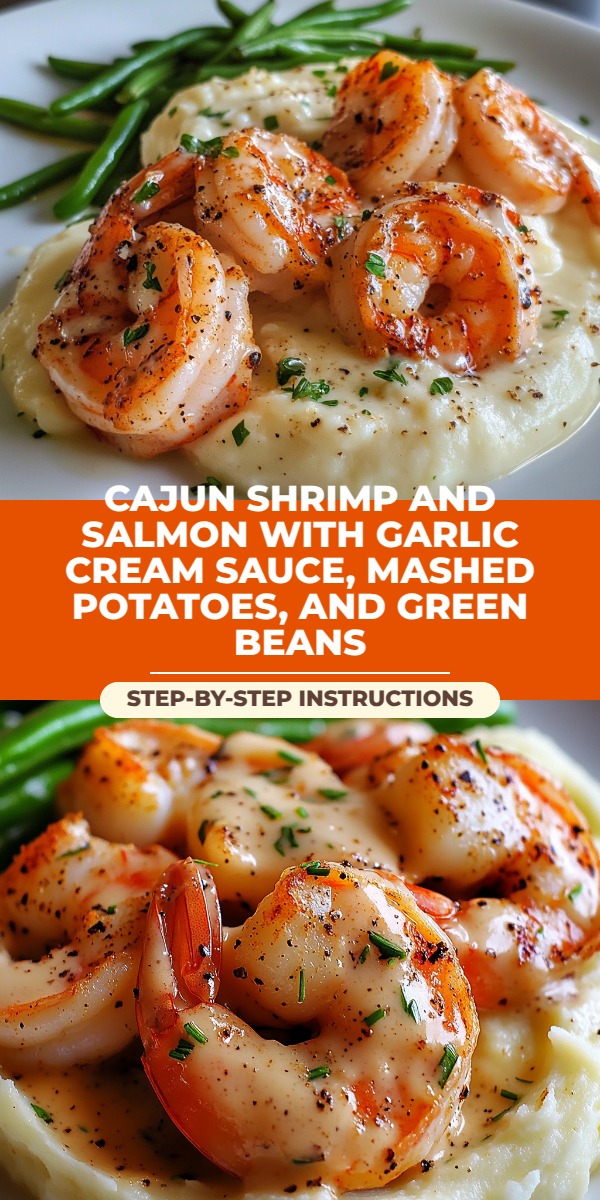 CAJUN SHRIMP AND
SALMON WITH GARLIC
CREAM SAUCE, MASHED
POTATOES, AND GREEN
BEANS
STEP-BY-STEP INSTRUCTIONS